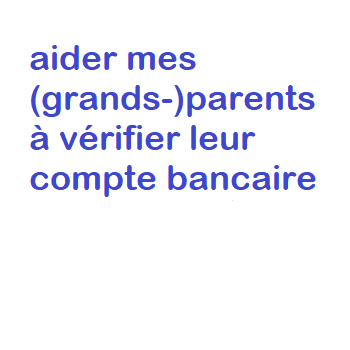 aider mes
(grands-)parents
à vérifier leur
compte bancaire